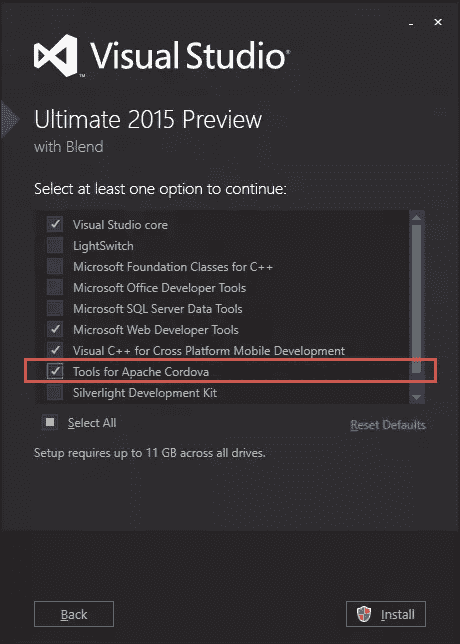 Visual Studio®
Ultimate 2015 Preview
with Blend
Select at least one option to continue:
Visual Studio core
LightSwitch
Microsoft Foundation Classes for C++
Microsoft Office Developer Tools
Microsoft SQL Server Data Tools
Microsoft Web Developer Tools
Visual C++ for Cross Platform Mobile Development
Tools for Apache Cordova
Silverlight Development Kit
Select All
Reset Defaults
Setup requires up to 11 GB across all drives.
Back
Install